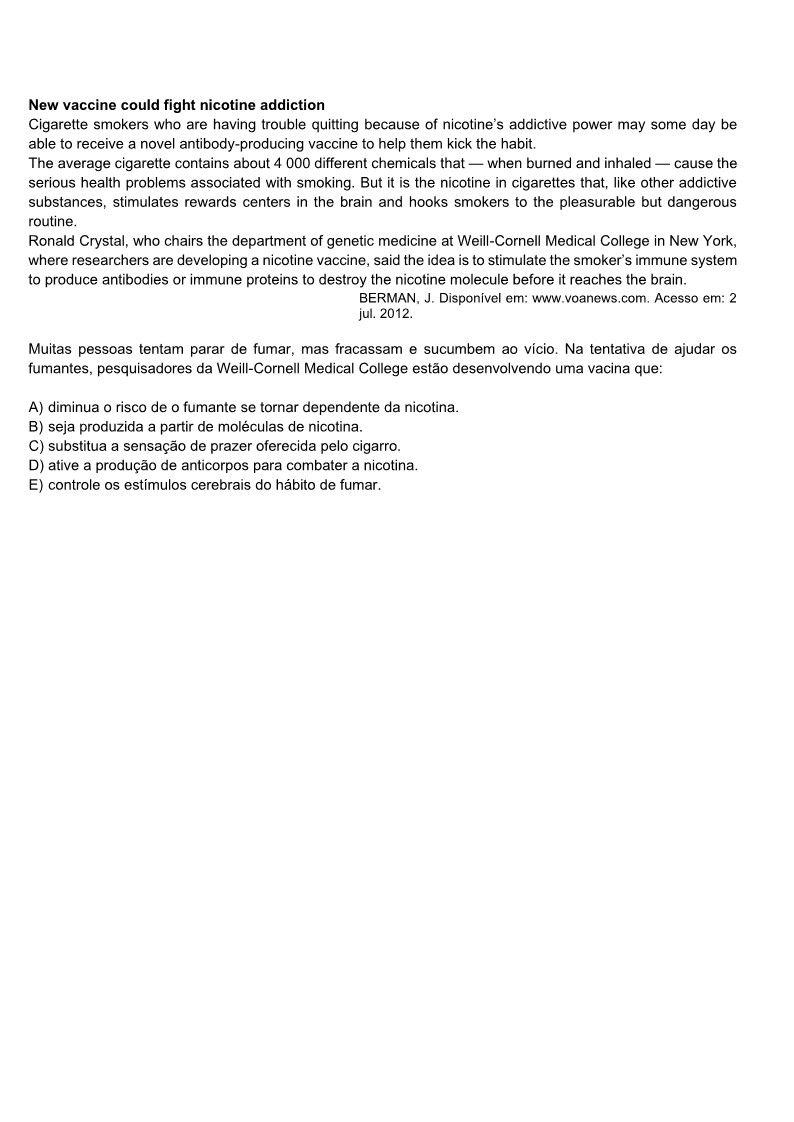 New vaccine could fight nicotine addiction
Cigarette smokers who are having trouble quitting because of nicotine’s addictive power may some day be
able to receive a novel antibody-producing vaccine to help them kick the habit.
The average cigarette contains about 4 000 different chemicals that — when burned and inhaled — cause the
serious health problems associated with smoking. But it is the nicotine in cigarettes that, like other addictive
substances, stimulates rewards centers in the brain and hooks smokers to the pleasurable but dangerous
routine.
Ronald Crystal, who chairs the department of genetic medicine at Weill-Cornell Medical College in New York,
where researchers are developing a nicotine vaccine, said the idea is to stimulate the smoker’s immune system
to produce antibodies or immune proteins to destroy the nicotine molecule before it reaches the brain.
BERMAN, J. Disponível em: www.voanews.com. Acesso em: 2
jul. 2012.
Muitas pessoas tentam parar de fumar, mas fracassam e sucumbem ao vício. Na tentativa de ajudar os
fumantes, pesquisadores da Weill-Cornell Medical College estão desenvolvendo uma vacina que:
A) diminua o risco de o fumante se tornar dependente da nicotina.
B) seja produzida a partir de moléculas de nicotina.
C) substitua a sensação de prazer oferecida pelo cigarro.
D) ative a produção de anticorpos para combater a nicotina.
E) controle os estímulos cerebrais do hábito de fumar.